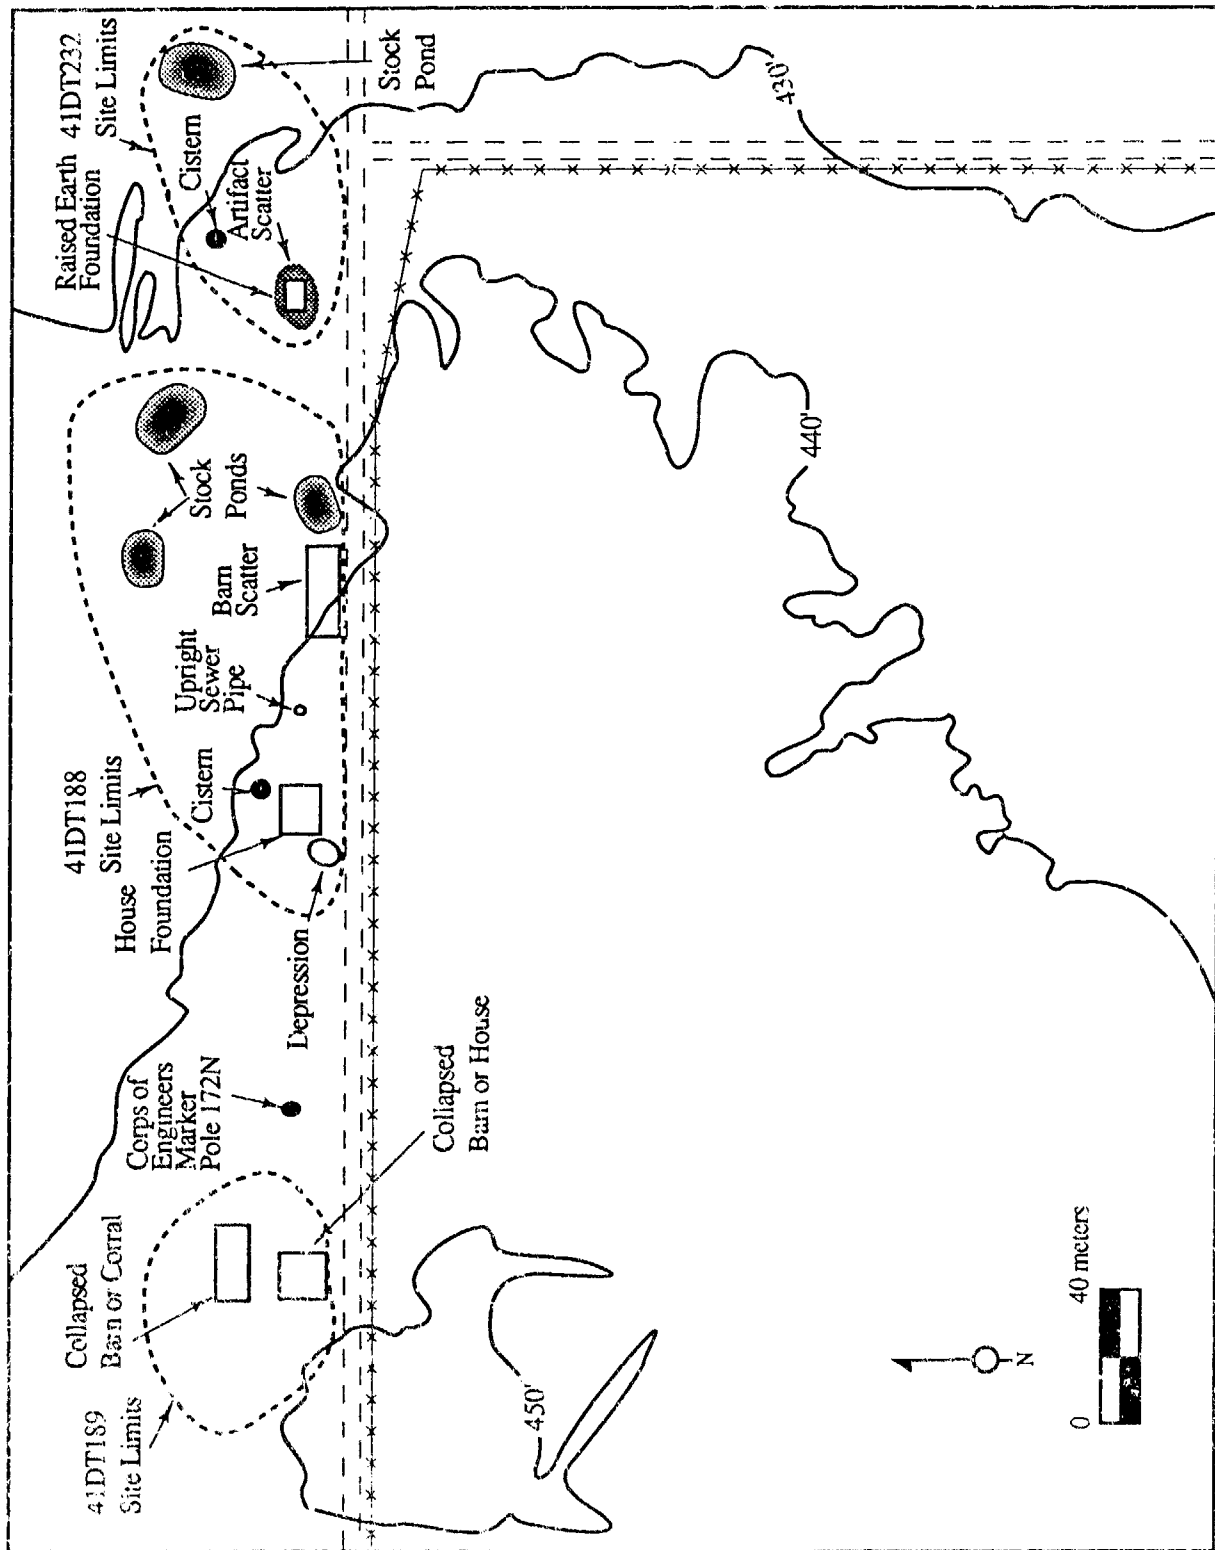 41DT189
Site Limits
Collapsed
Barn or Corral
Corps of
Engineers
Marker
Pole 172N
Collapsed
Barn or House
Depression
41DT188
Site Limits
House
Foundation
Cistern
Upright
Sewer
Pipe
Barn
Scatter
Stock
Ponds
Raised Earth
Foundation
41DT232
Site Limits
Cistern
Artifact
Scatter
Stock
Pond
430'
440'
450'
N
0 40 meters